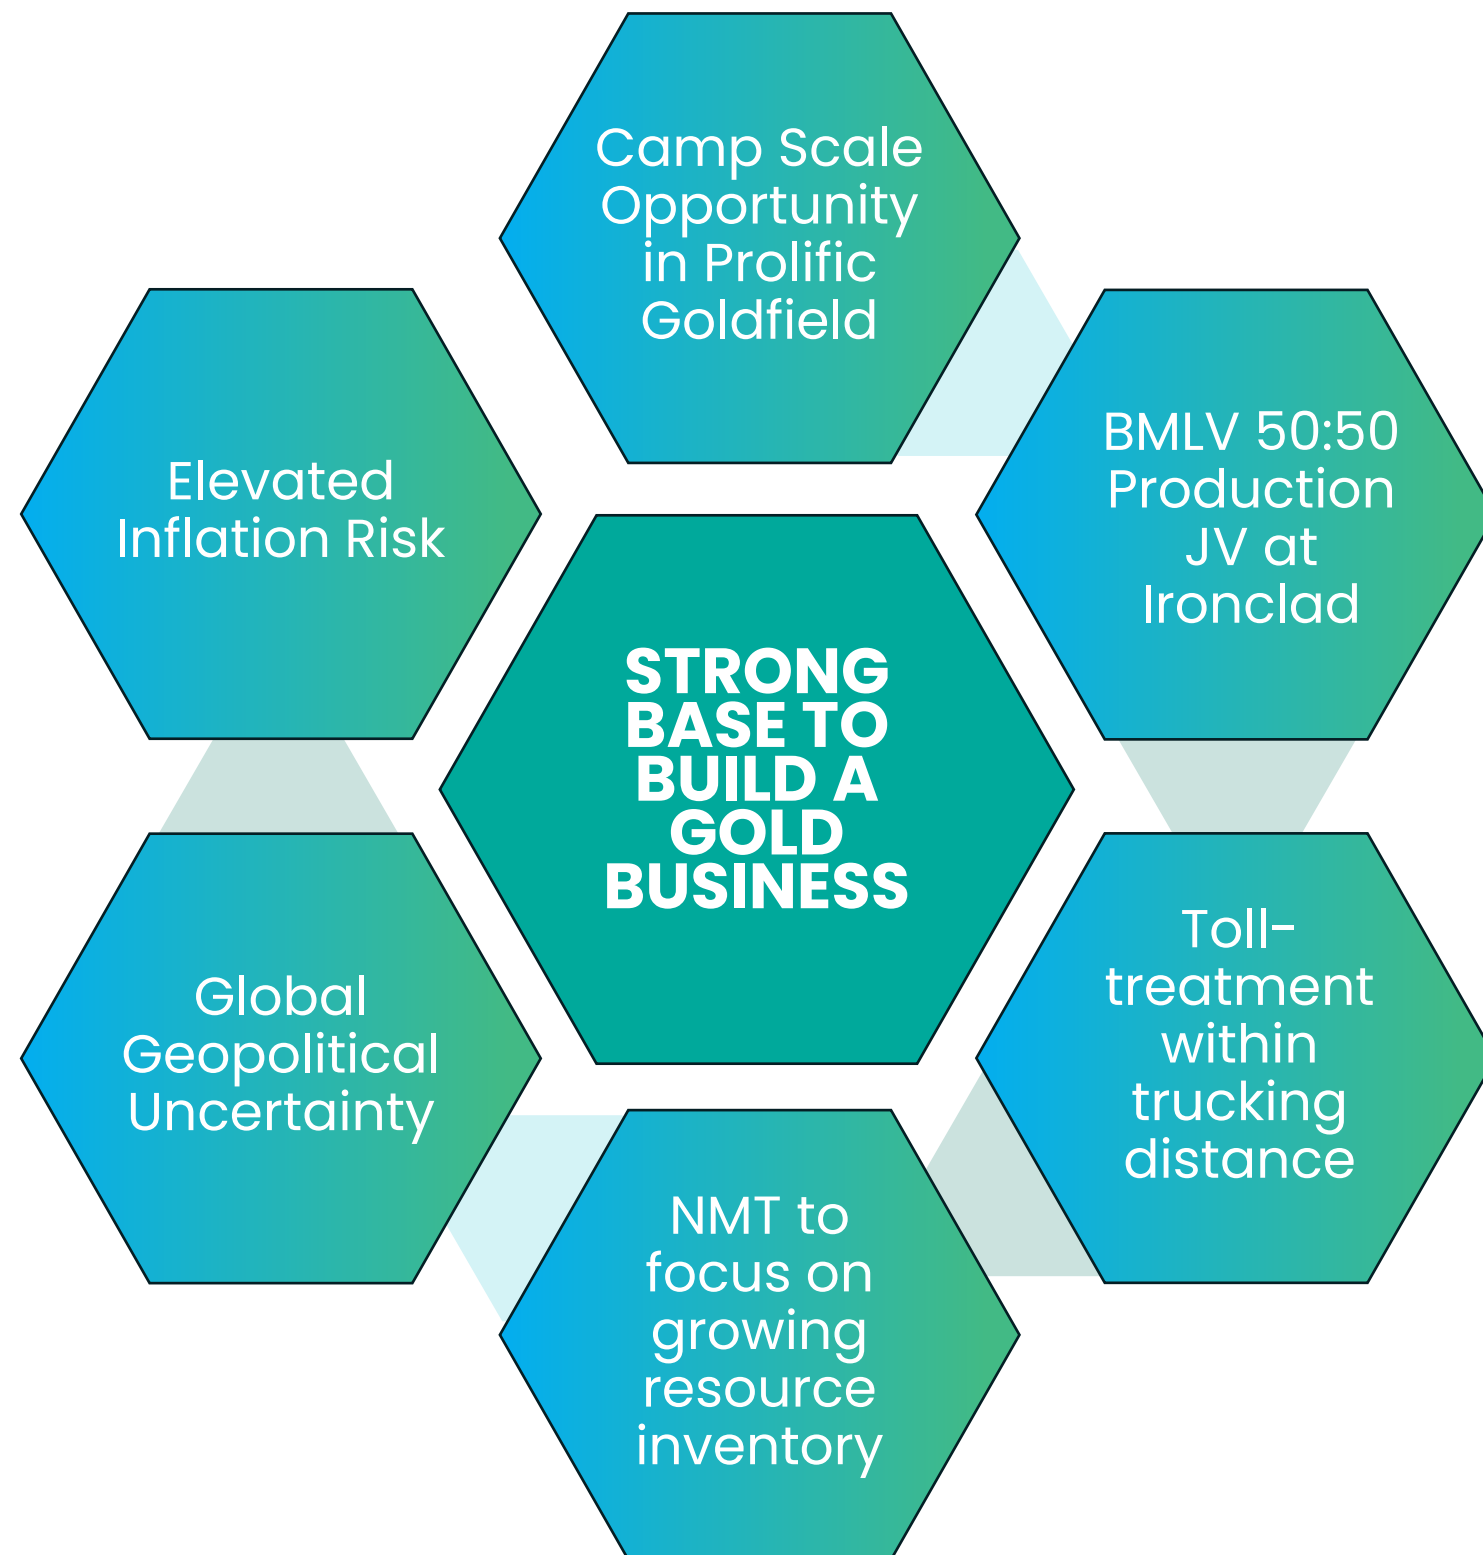 Camp Scale
Opportunity
in Prolific
Goldfield
BMLV 50:50
Production
JV at
Ironclad
Toll-
treatment
within
trucking
distance
NMT to
focus on
growing
resource
inventory
Global
Geopolitical
Uncertainty
Elevated
Inflation Risk
STRONG
BASE TO
BUILD A
GOLD
BUSINESS